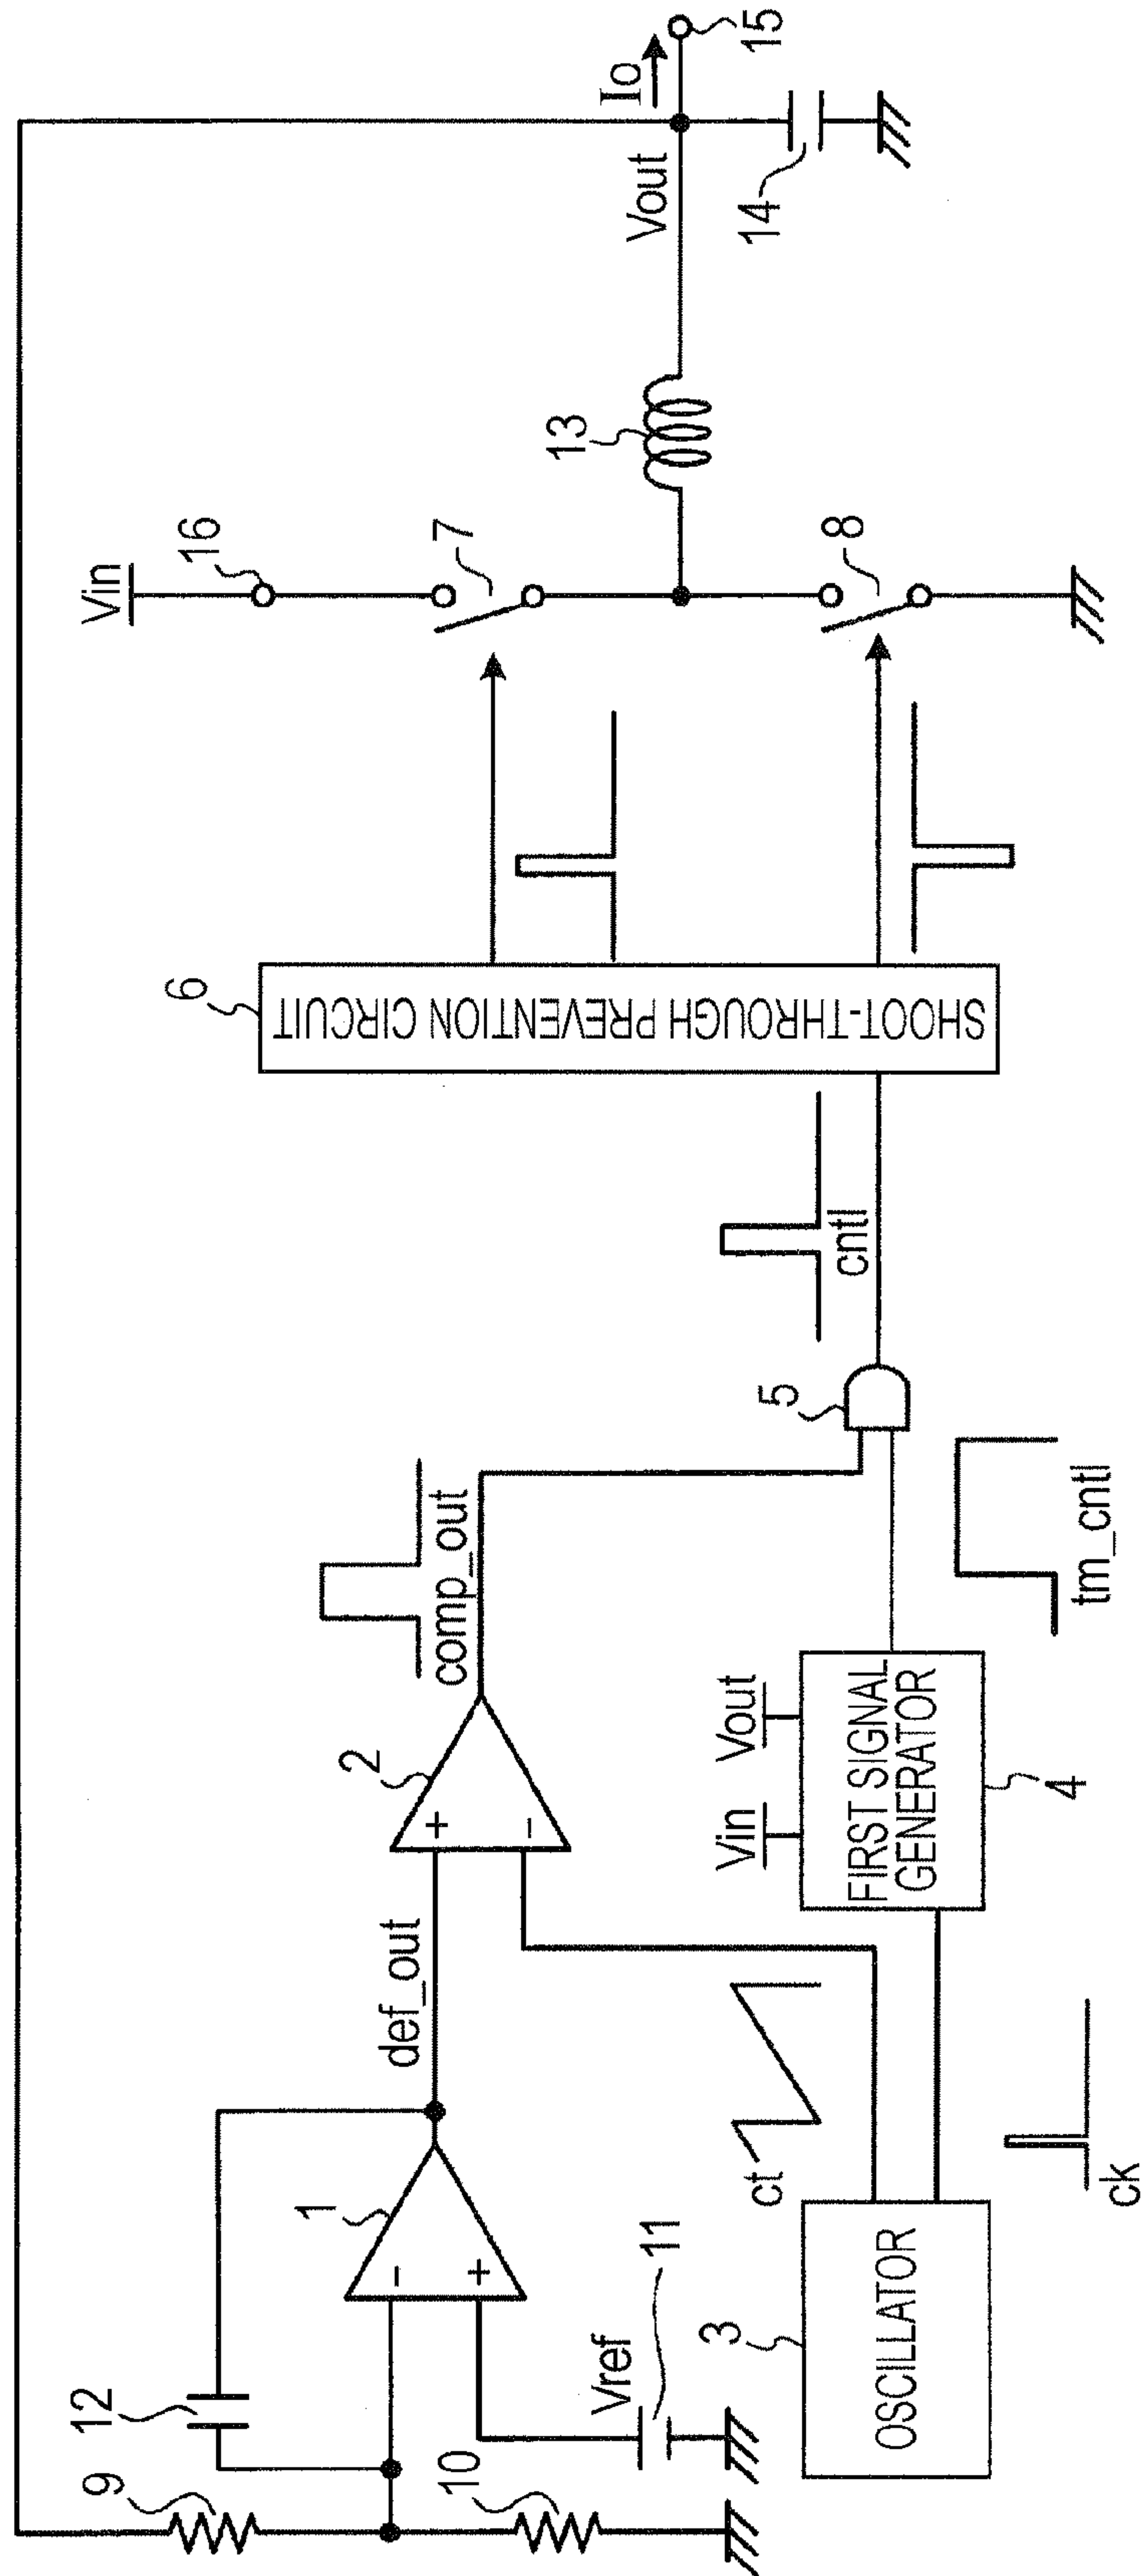 Vin
16
7
8
13
Vout
Io
14
15
6
SHOOT-THROUGH PREVENTION CIRCUIT
cntl
5
comp_out
2
+
-
def_out
12
1
-
+
9
10
Vref
11
3
OSCILLATOR
ct
ck
Vin
Vout
FIRST SIGNAL
GENERATOR
4
tm_cntl